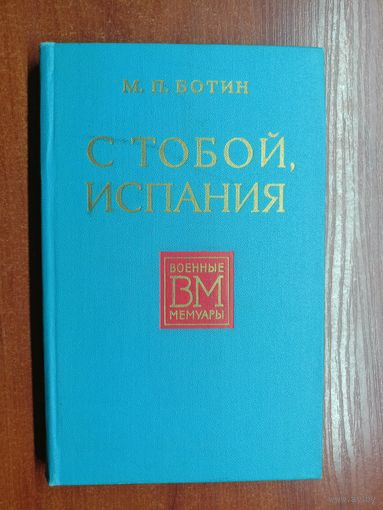 М. П. БОТИН
С ТОБОЙ,
ИСПАНИЯ
ВОЕННЫЕ
ВМ
МЕМУАРЫ